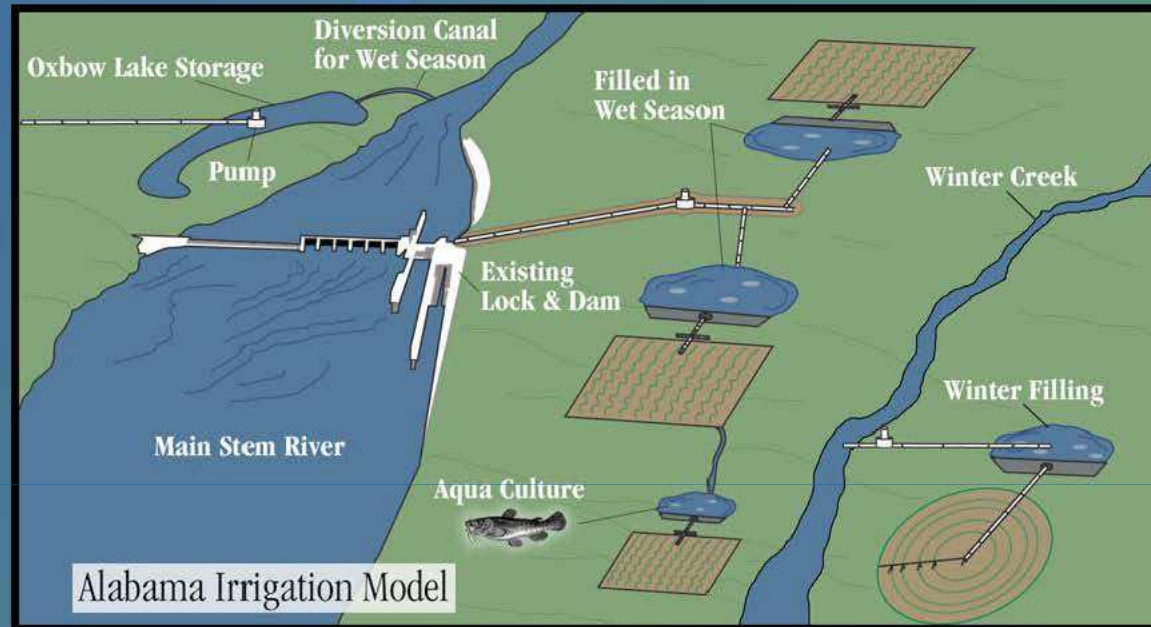 Diversion Canal
for Wet Season
Oxbow Lake Storage
Pump
Filled in
Wet Season
Winter Creek
Existing
Lock & Dam
Winter Filling
Main Stem River
Aqua Culture
Alabama Irrigation Model